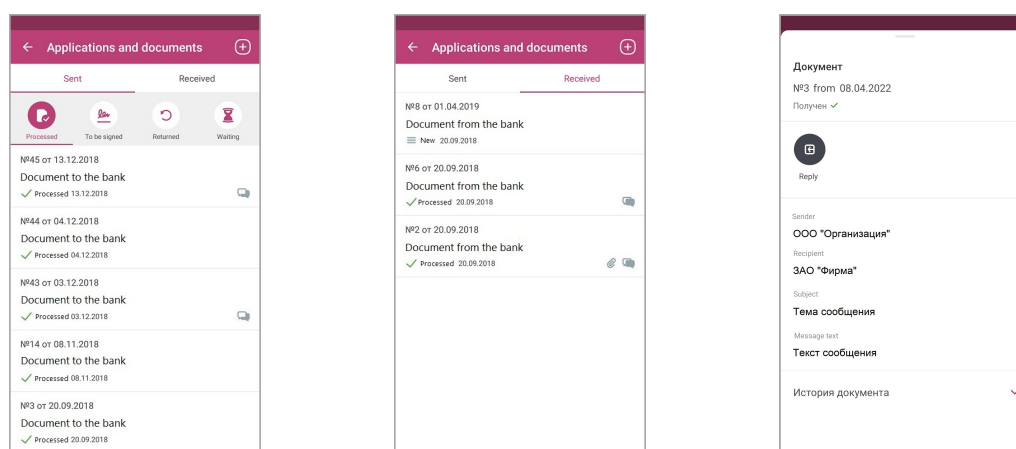 Applications and documents
Sent Received
Processed To be signed Returned Waiting
№45 от 13.12.2018
Document to the bank
Processed 13.12.2018
№44 от 04.12.2018
Document to the bank
Processed 04.12.2018
№43 от 03.12.2018
Document to the bank
Processed 03.12.2018
№14 от 08.11.2018
Document to the bank
Processed 08.11.2018
№3 от 20.09.2018
Document to the bank
Processed 20.09.2018
Applications and documents
Sent Received
№8 от 01.04.2019
Document from the bank
New 20.09.2018
№6 от 20.09.2018
Document from the bank
Processed 20.09.2018
№2 от 20.09.2018
Document from the bank
Processed 20.09.2018
Документ
№3 from 08.04.2022
Получен
Reply
Sender
ООО "Организация"
Recipient
ЗАО "Фирма"
Subject
Тема сообщения
Message text
Текст сообщения
История документа